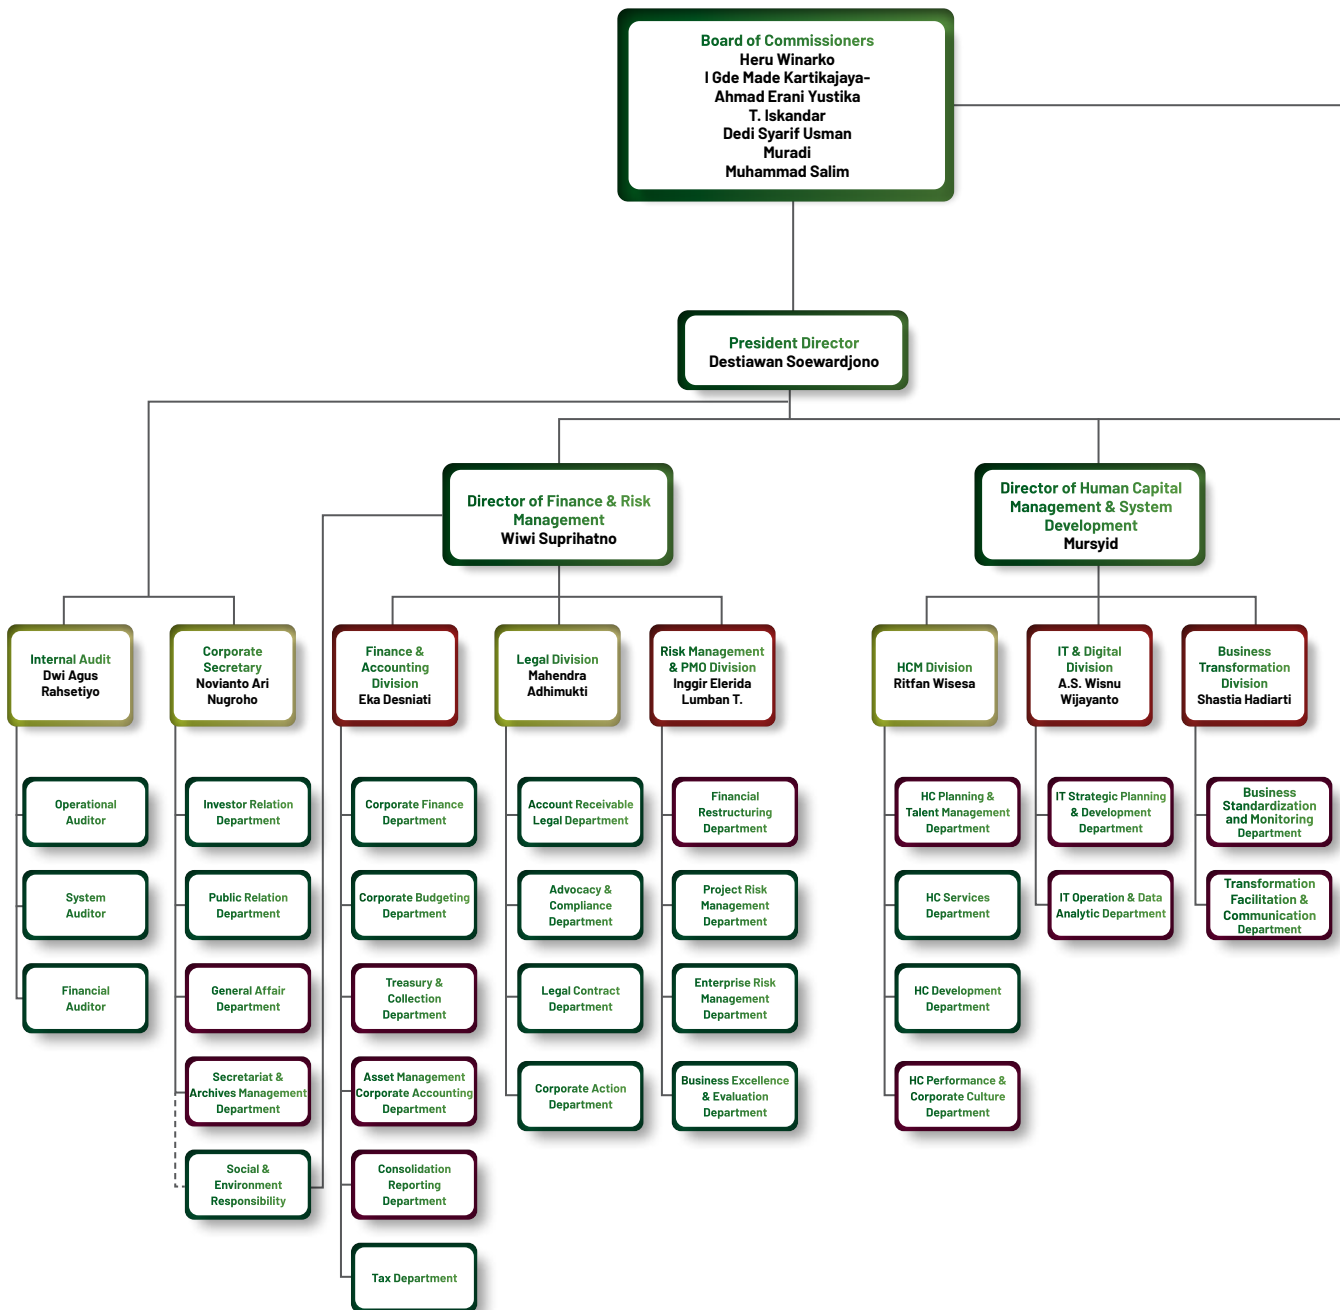 Board of Commissioners
Heru Winarko
I Gde Made Kartikajaya-
Ahmad Erani Yustika
T. Iskandar
Dedi Syarif Usman
Muradi
Muhammad Salim
President Director
Destiawan Soewardjono
Director of Finance & Risk
Management
Wiwi Suprihatno
Director of Human Capital
Management & System
Development
Mursyid
Internal Audit
Dwi Agus
Rahsetiyo
Corporate
Secretary
Novianto Ari
Nugroho
Finance &
Accounting
Division
Eka Desniati
Legal Division
Mahendra
Adhimukti
Risk Management
& PMO Division
Inggir Elerida
Lumban T.
HCM Division
Ritfan Wisesa
IT & Digital
Division
A.S. Wisnu
Wijayanto
Business
Transformation
Division
Shastia Hadiarti
Operational
Auditor
System
Auditor
Financial
Auditor
Investor Relation
Department
Public Relation
Department
General Affair
Department
Secretariat &
Archives Management
Department
Social &
Environment
Responsibility
Corporate Finance
Department
Corporate Budgeting
Department
Treasury &
Collection
Department
Asset Management
Corporate Accounting
Department
Consolidation
Reporting
Department
Tax Department
Account Receivable
Legal Department
Advocacy &
Compliance
Department
Legal Contract
Department
Corporate Action
Department
Financial
Restructuring
Department
Project Risk
Management
Department
Enterprise Risk
Management
Department
Business Excellence
& Evaluation
Department
HC Planning &
Talent Management
Department
HC Services
Department
HC Development
Department
HC Performance &
Corporate Culture
Department
IT Strategic Planning
& Development
Department
IT Operation & Data
Analytic Department
Business
Standardization
and Monitoring
Department
Transformation
Facilitation &
Communication
Department